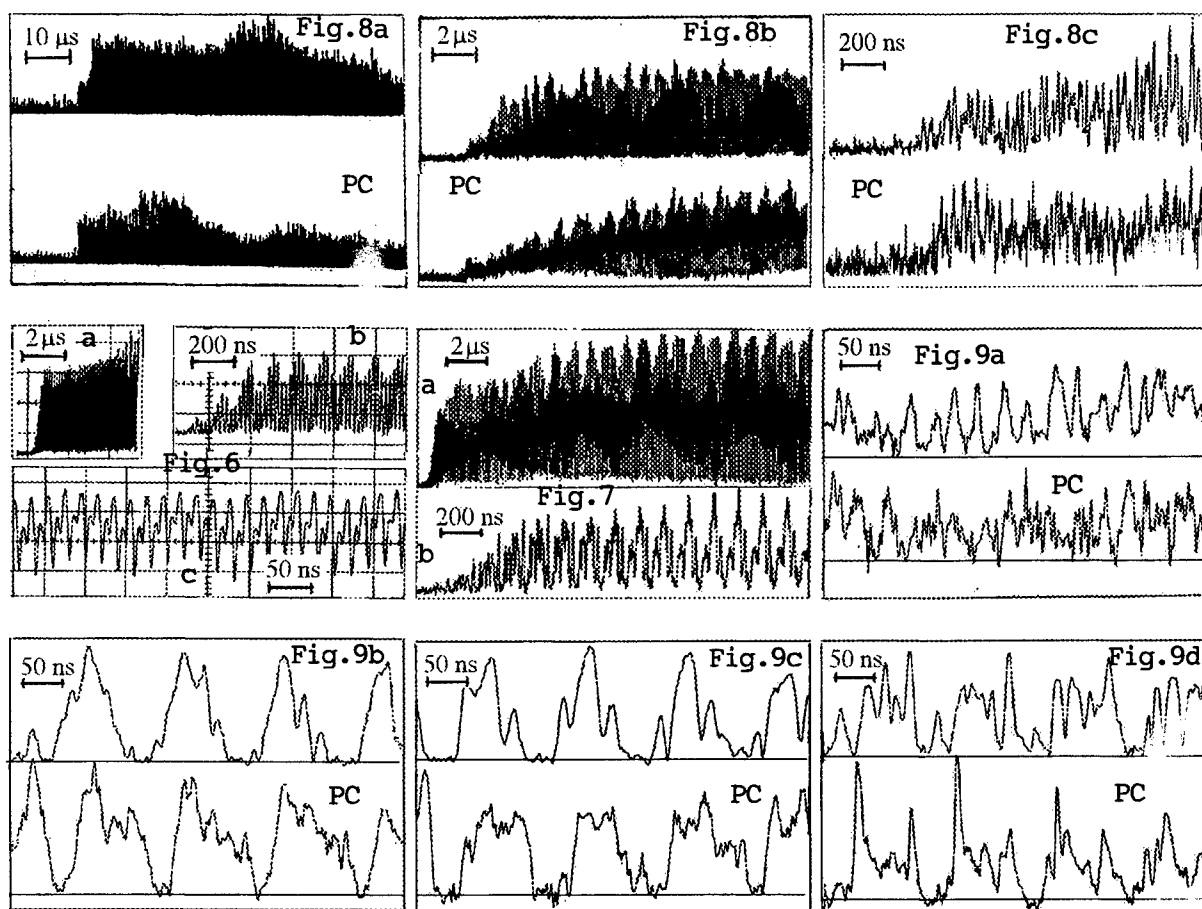 10 μs
Fig.8a
PC
2 μs
Fig.8b
PC
200 ns
Fig.8c
PC
2 μs
a
200 ns
b
Fig.6
c
50 ns
a
2 μs
Fig.7
200 ns
b
50 ns
Fig.9a
PC
50 ns
Fig.9b
PC
50 ns
Fig.9c
PC
50 ns
Fig.9d
PC